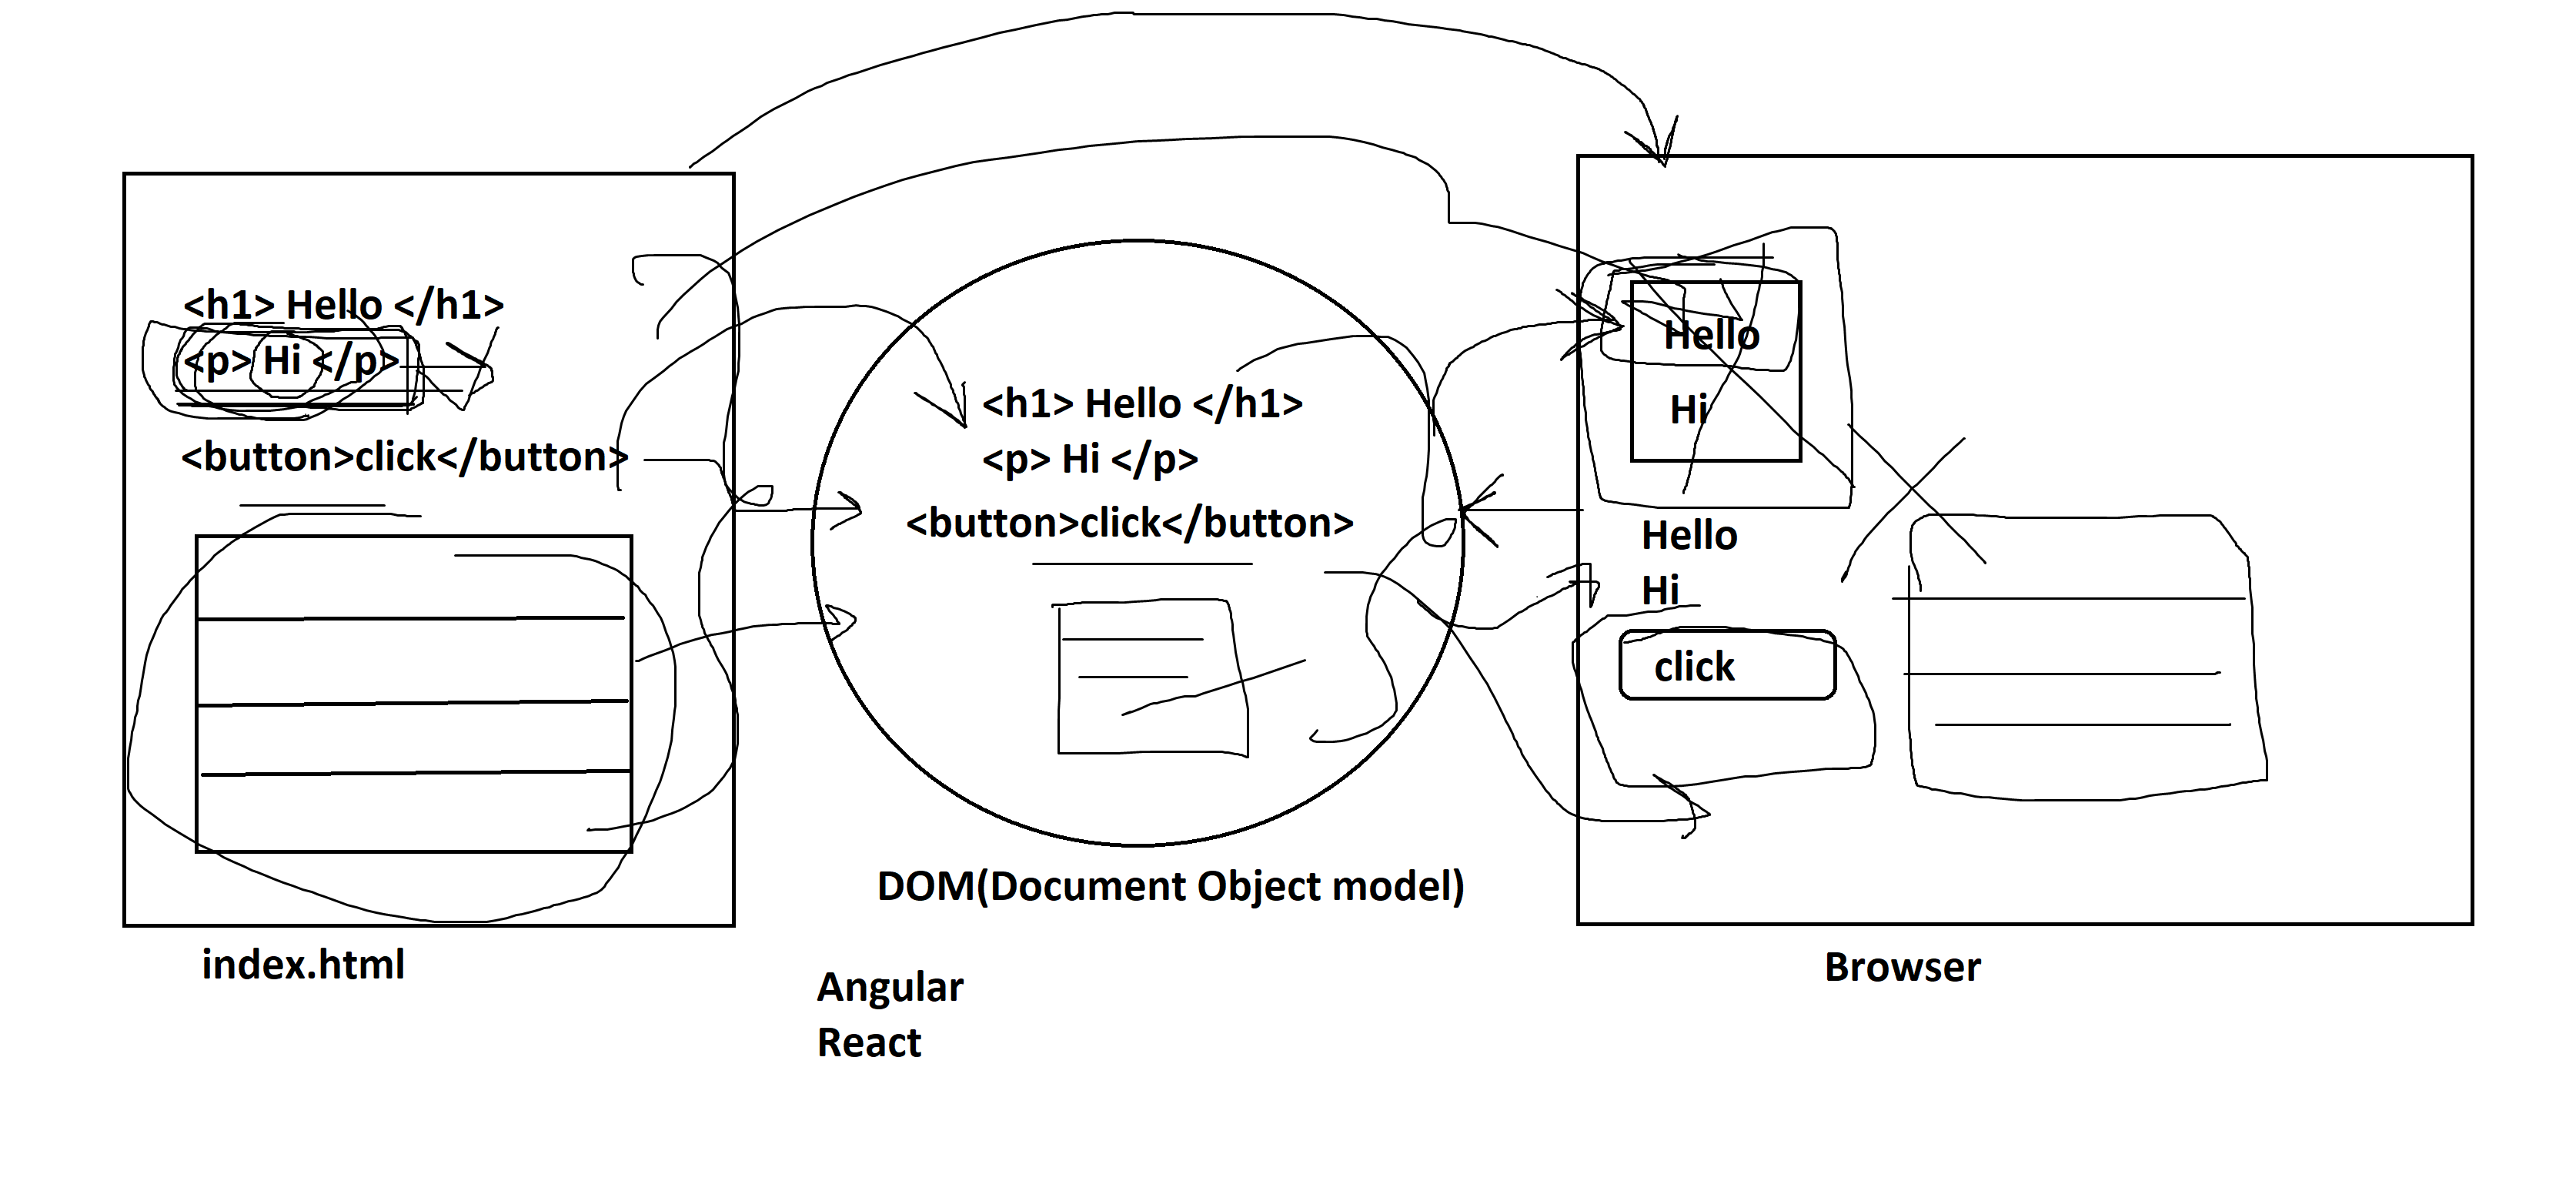 <h1> Hello </h1>
<p> Hi </p>
<button>click</button>
index.html
<h1> Hello </h1>
<p> Hi </p>
<button>click</button>
DOM(Document Object model)
Angular
React
Hello
Hi
Hello
Hi
click
Browser